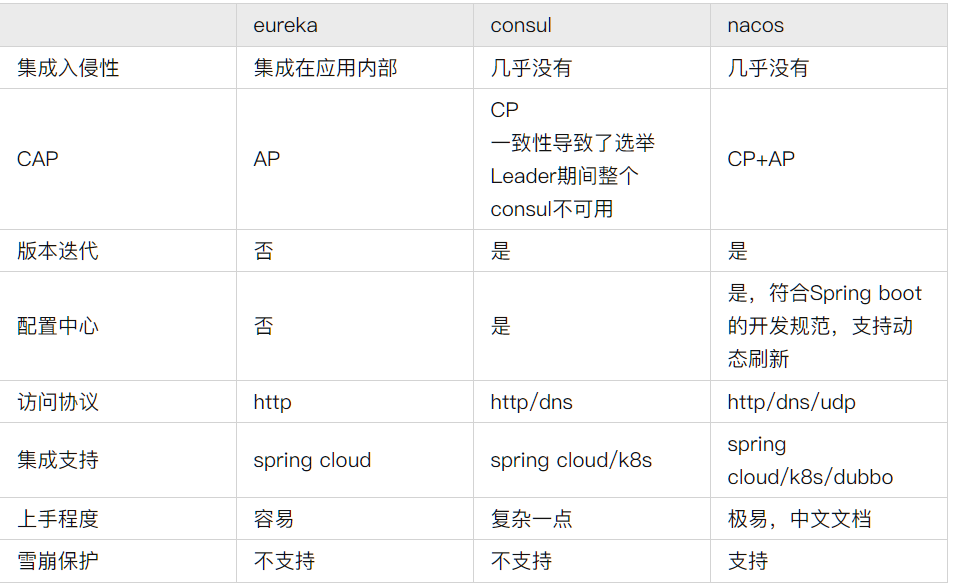 eureka consul nacos
集成入侵性 集成在应用内部 几乎没有 几乎没有
CAP AP CP
一致性导致了选举
Leader期间整个
consul不可用 CP+AP
版本迭代 否 是 是
配置中心 否 是 是，符合Spring boot
的开发规范，支持动
态刷新
访问协议 http http/dns http/dns/udp
集成支持 spring cloud spring cloud/k8s spring
cloud/k8s/dubbo
上手程度 容易 复杂一点 极易，中文文档
雪崩保护 不支持 不支持 支持